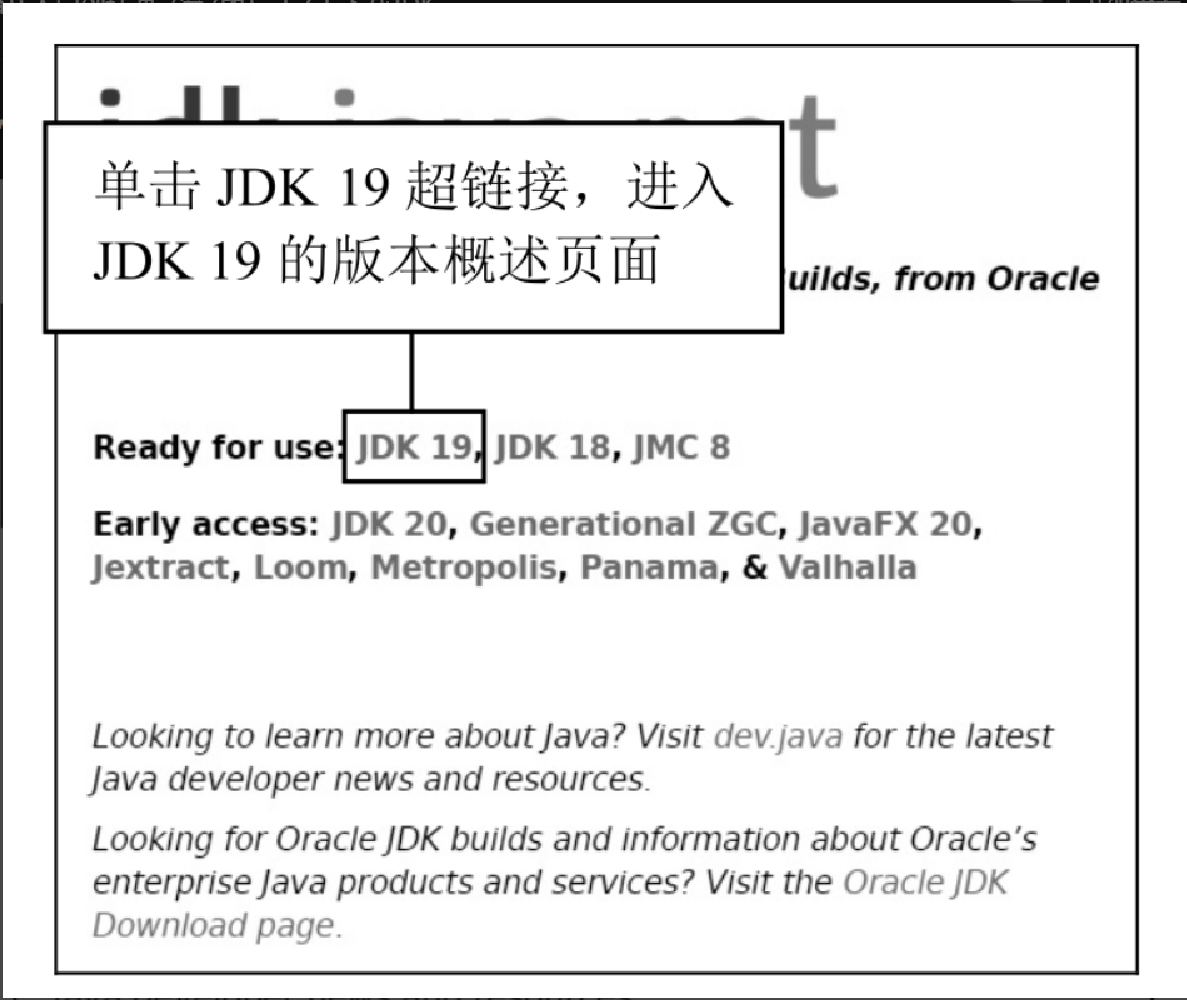 单击 JDK 19 超链接，进入
JDK 19 的版本概述页面
uilds, from Oracle
Ready for use: JDK 19, JDK 18, JMC 8
Early access: JDK 20, Generational ZGC, JavaFX 20,
Jextract, Loom, Metropolis, Panama, & Valhalla
Looking to learn more about Java? Visit dev.java for the latest
Java developer news and resources.
Looking for Oracle JDK builds and information about Oracle’s
enterprise Java products and services? Visit the Oracle JDK
Download page.